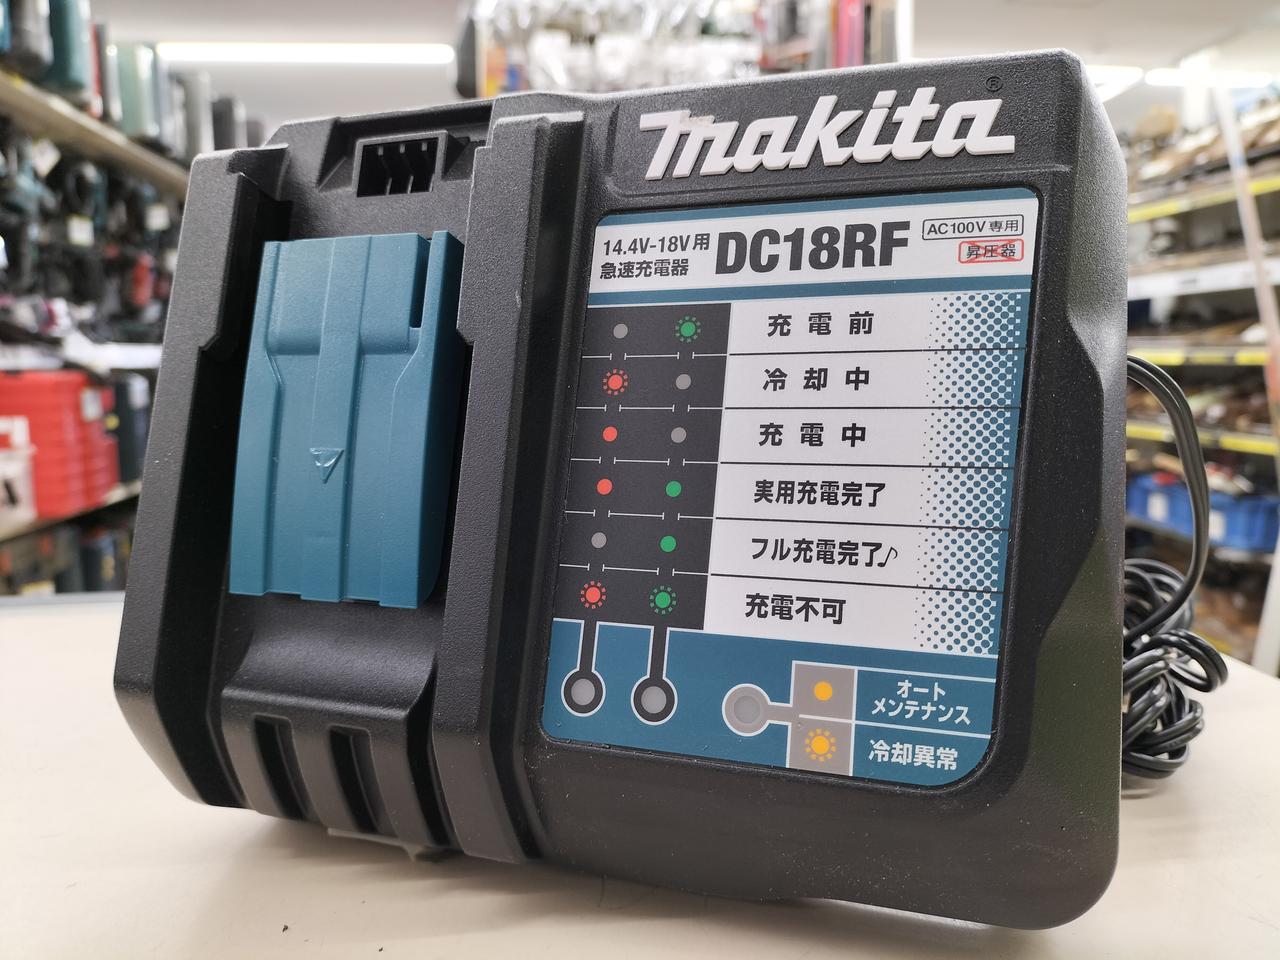 makita®
14.4V-18V用
急速充電器
DC18RF
AC100V専用
昇圧器
充電前
冷却中
充電中
実用充電完了
フル充電完了♪
充電不可
オート
メンテナンス
冷却異常